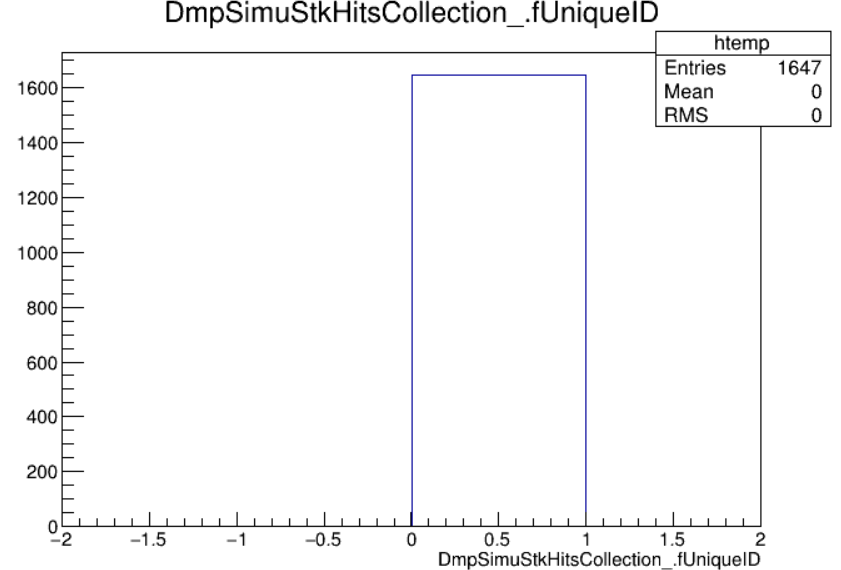 DmpSimuStkHitsCollection_.fUniqueID
htemp
Entries 1647
Mean 0
RMS 0
1600
1400
1200
1000
800
600
400
200
0
−2 −1.5 −1 −0.5 0 0.5 1 1.5 2
DmpSimuStkHitsCollection_.fUniqueID